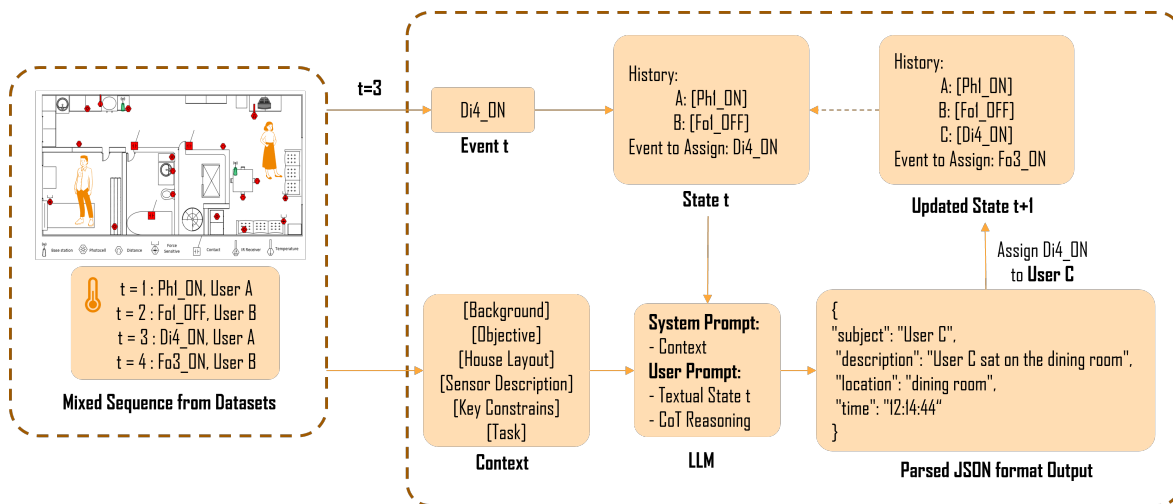 Base station
Photocell
Distance
Force
Sensitive
Contact
IR Receiver
Temperature
t = 1 : Ph1_ON, User A
t = 2 : Fo1_OFF, User B
t = 3 : Di4_ON, User A
t = 4 : Fo3_ON, User B
Mixed Sequence from Datasets
t=3
Di4_ON
Event t
History:
A: [Ph1_ON]
B: [Fo1_OFF]
Event to Assign: Di4_ON
State t
History:
A: [Ph1_ON]
B: [Fo1_OFF]
C: [Di4_ON]
Event to Assign: Fo3_ON
Updated State t+1
Assign Di4_ON
to User C
[Background]
[Objective]
[House Layout]
[Sensor Description]
[Key Constrains]
[Task]
Context
System Prompt:
- Context
User Prompt:
- Textual State t
- CoT Reasoning
LLM
{
"subject": "User C",
"description": "User C sat on the dining room",
"location": "dining room",
"time": "12:14:44“
}
Parsed JSON format Output